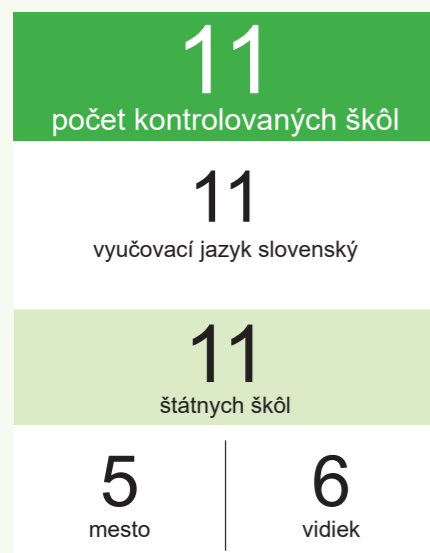 11
počet kontrolovaných škôl
11
vyučovací jazyk slovenský
11
štátnych škôl
5
mesto
6
vidiek